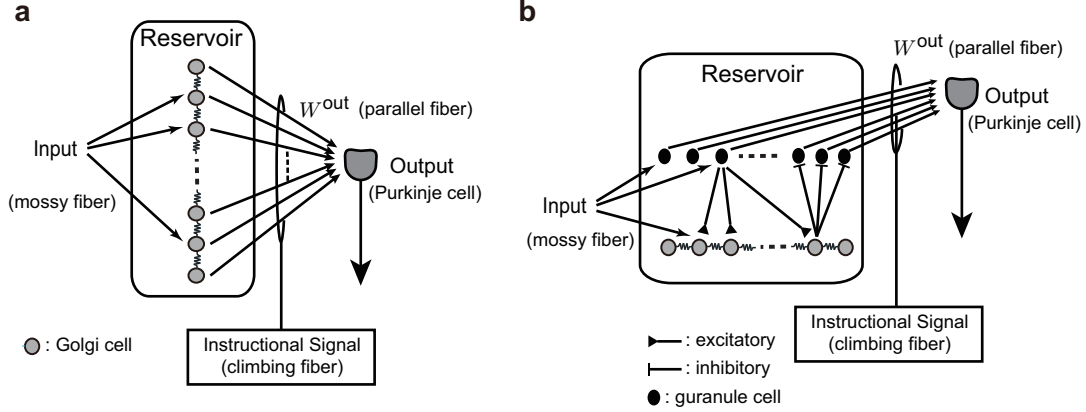 a
Reservoir
Input
(mossy fiber)
W^out (parallel fiber)
Output
(Purkinje cell)
Instructional Signal
(climbing fiber)
: Golgi cell
b
Reservoir
Input
(mossy fiber)
W^out (parallel fiber)
Output
(Purkinje cell)
Instructional Signal
(climbing fiber)
: excitatory
: inhibitory
: guranule cell